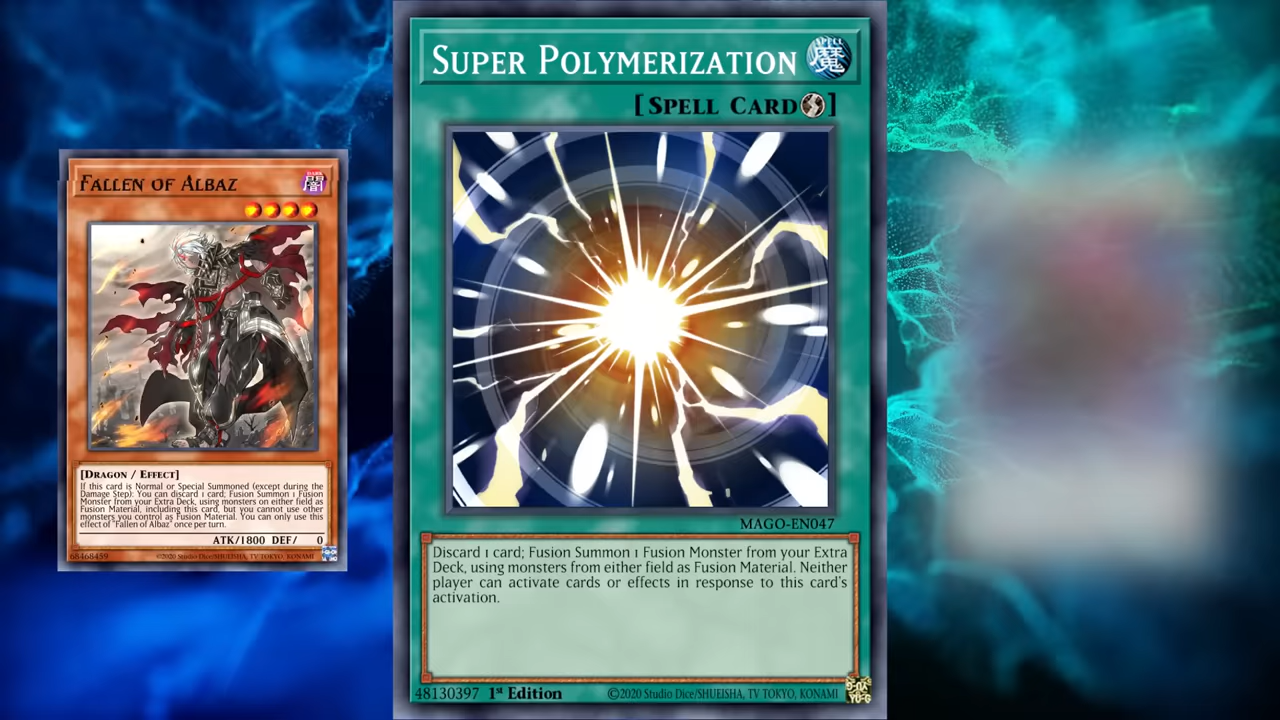 FALLEN OF ALBAZ
DARK
闇
[DRAGON / EFFECT]
If this card is Normal or Special Summoned (except during the
Damage Step): You can discard 1 card; Fusion Summon 1 Fusion
Monster from your Extra Deck, using monsters on either field as
Fusion Material, including this card, but you cannot use other
monsters you control as Fusion Material. You can only use this
effect of "Fallen of Albaz" once per turn.
ATK/1800 DEF/ 0
68468459 ©2020 Studio Dice/SHUEISHA, TV TOKYO, KONAMI
SUPER POLYMERIZATION
SPELL
魔
[SPELL CARD]
MAGO-EN047
Discard 1 card; Fusion Summon 1 Fusion Monster from your Extra
Deck, using monsters from either field as Fusion Material. Neither
player can activate cards or effects in response to this card's
activation.
48130397 1st Edition ©2020 Studio Dice/SHUEISHA, TV TOKYO, KONAMI